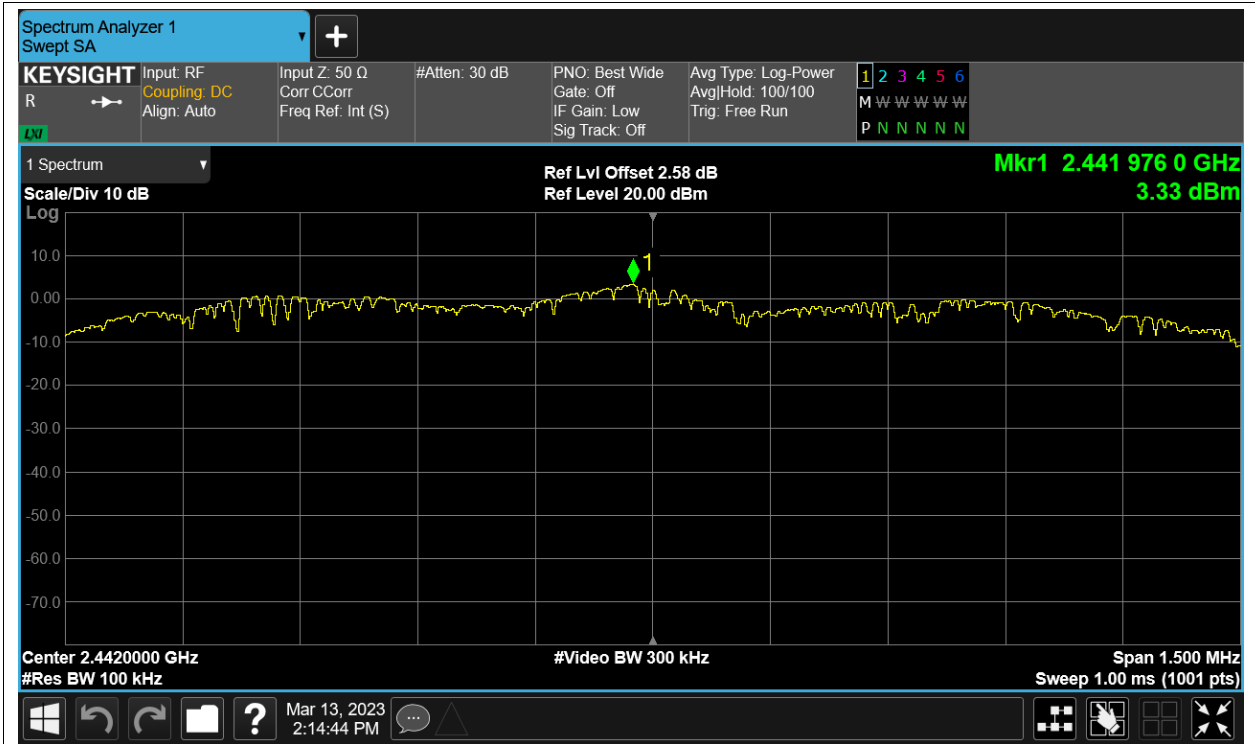 Spectrum Analyzer 1
Swept SA
+
KEYSIGHT
R
LXI
Input: RF
Coupling: DC
Align: Auto
Input Z: 50 Ω
Corr CCorr
Freq Ref: Int (S)
#Atten: 30 dB
PNO: Best Wide
Gate: Off
IF Gain: Low
Sig Track: Off
Avg Type: Log-Power
Avg|Hold: 100/100
Trig: Free Run
1 2 3 4 5 6
M W W W W W
P N N N N N
1 Spectrum
Scale/Div 10 dB
Ref Lvl Offset 2.58 dB
Ref Level 20.00 dBm
Mkr1 2.441 976 0 GHz
3.33 dBm
Log
10.0
0.00
-10.0
-20.0
-30.0
-40.0
-50.0
-60.0
-70.0
1
Center 2.4420000 GHz
#Res BW 100 kHz
#Video BW 300 kHz
Span 1.500 MHz
Sweep 1.00 ms (1001 pts)
?
Mar 13, 2023
2:14:44 PM